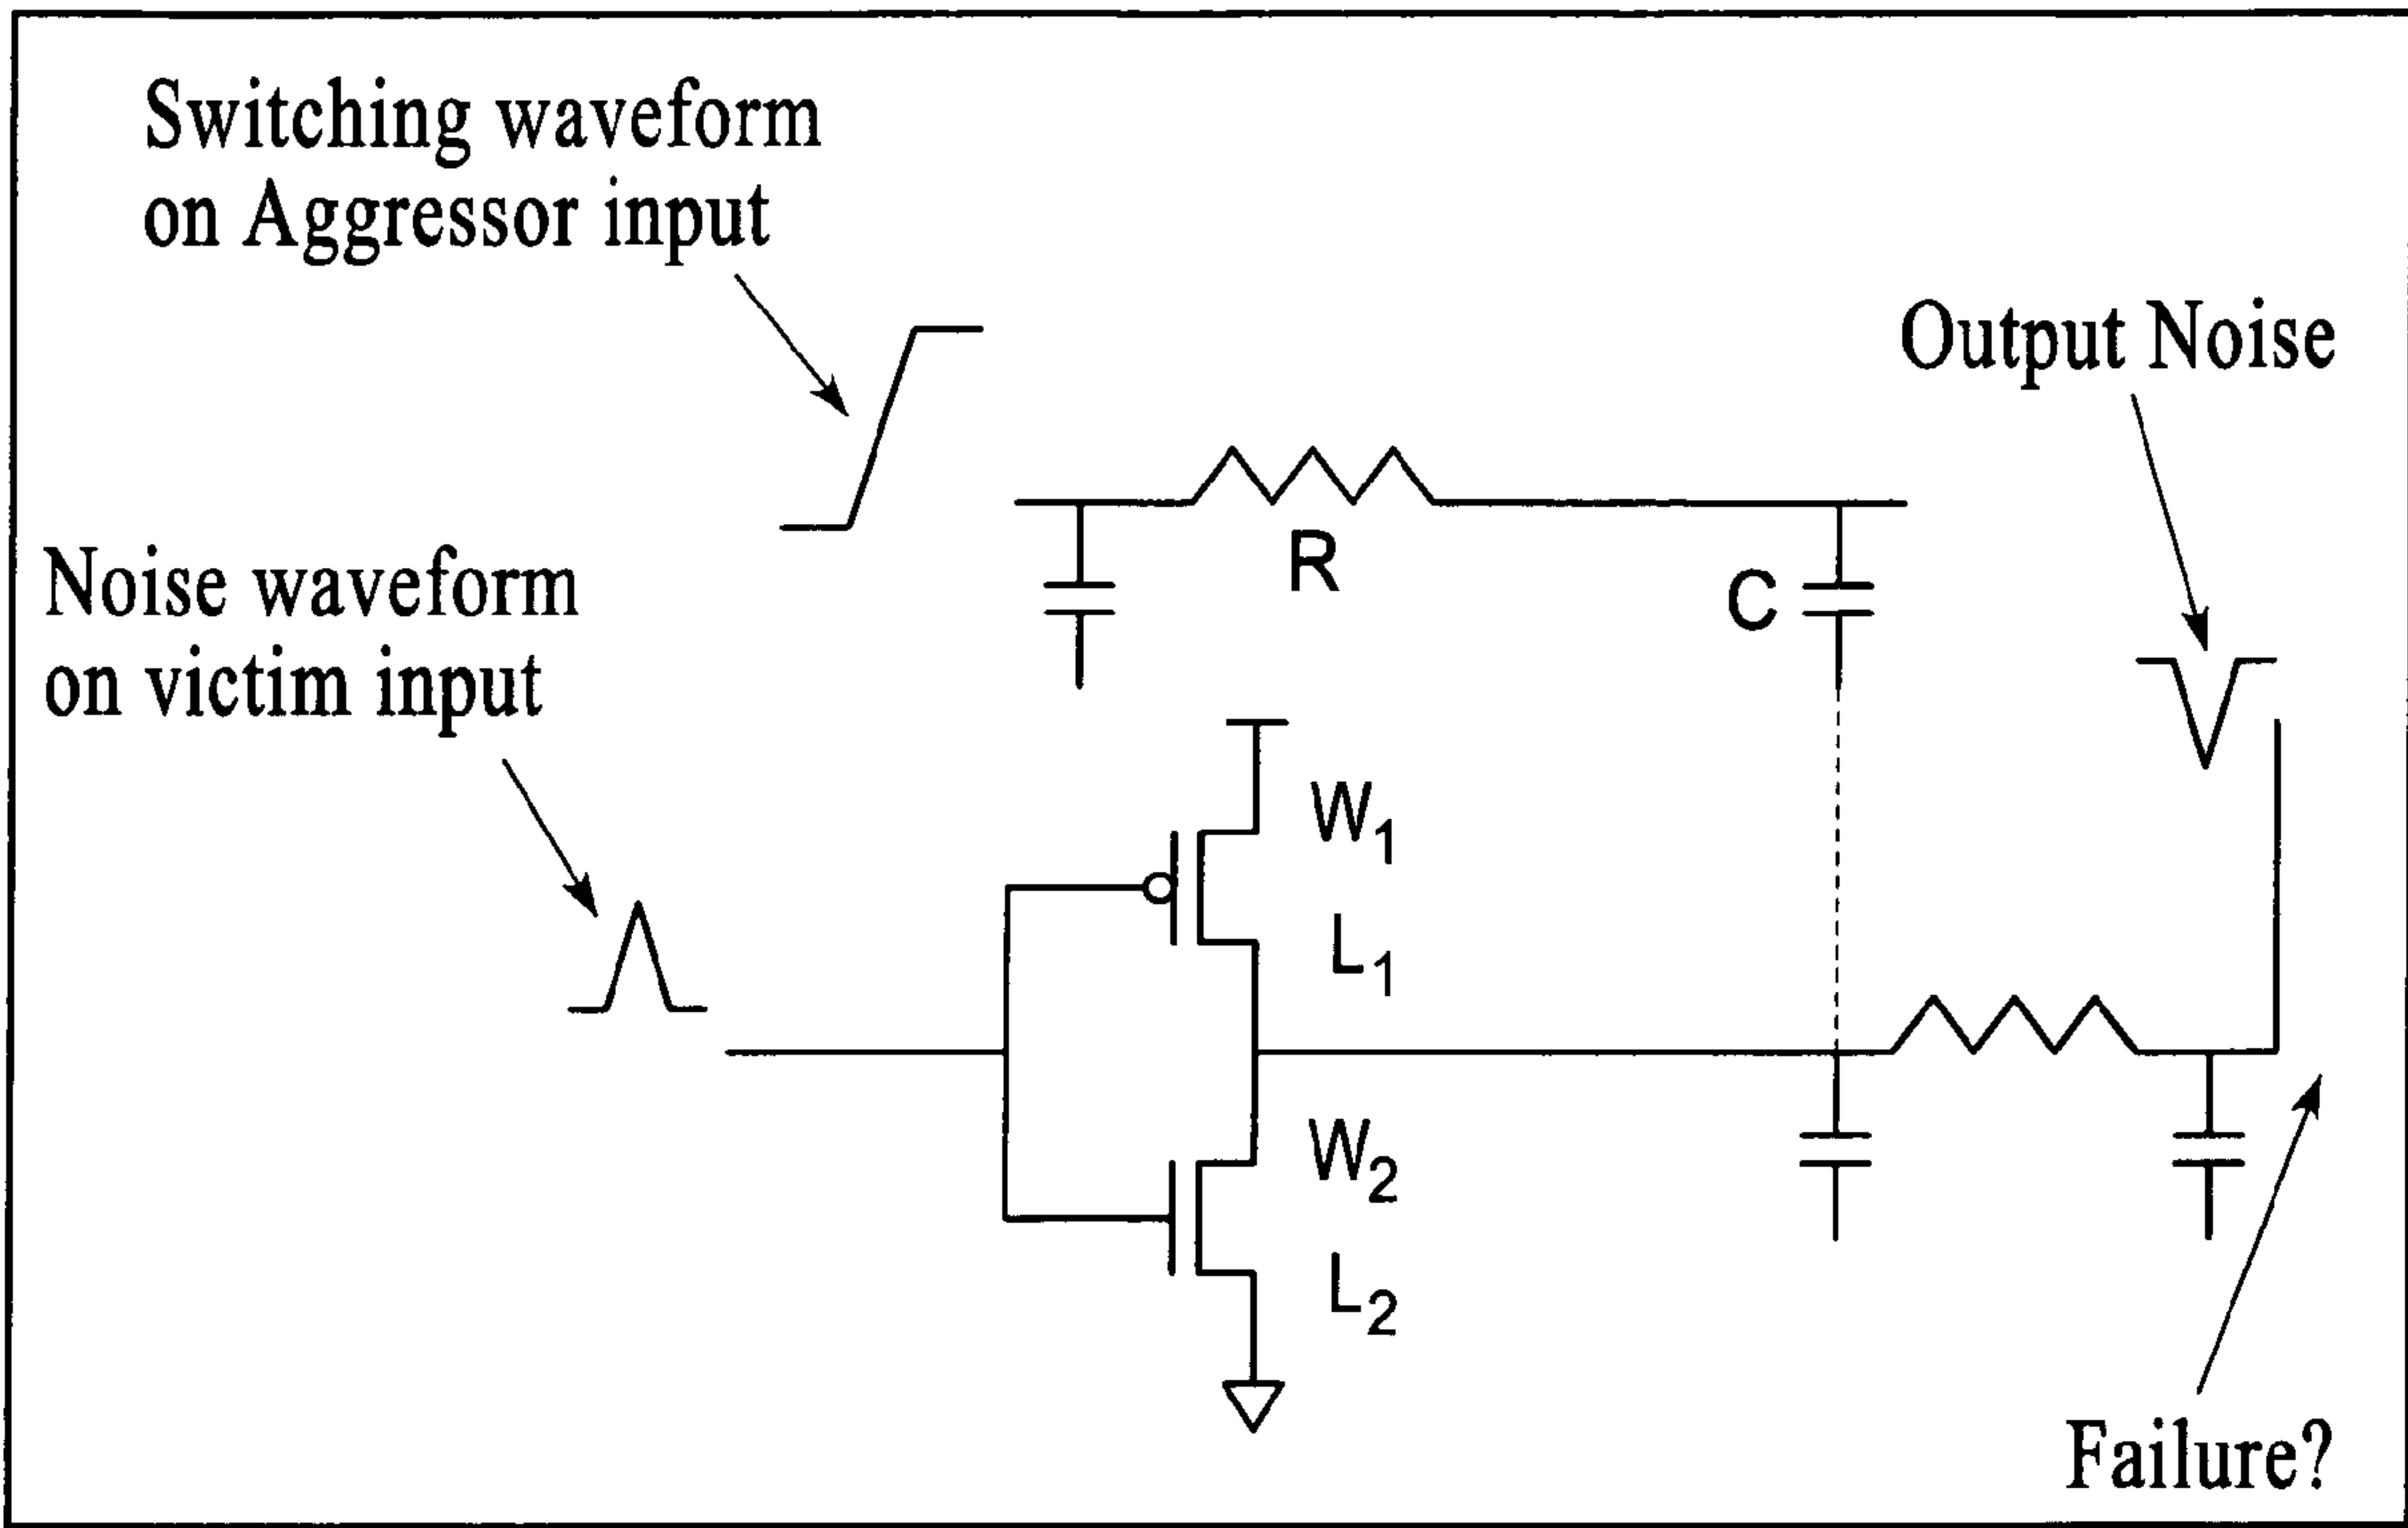 Switching waveform
on Aggressor input
Output Noise
R
C
Noise waveform
on victim input
W1
L1
W2
L2
Failure?